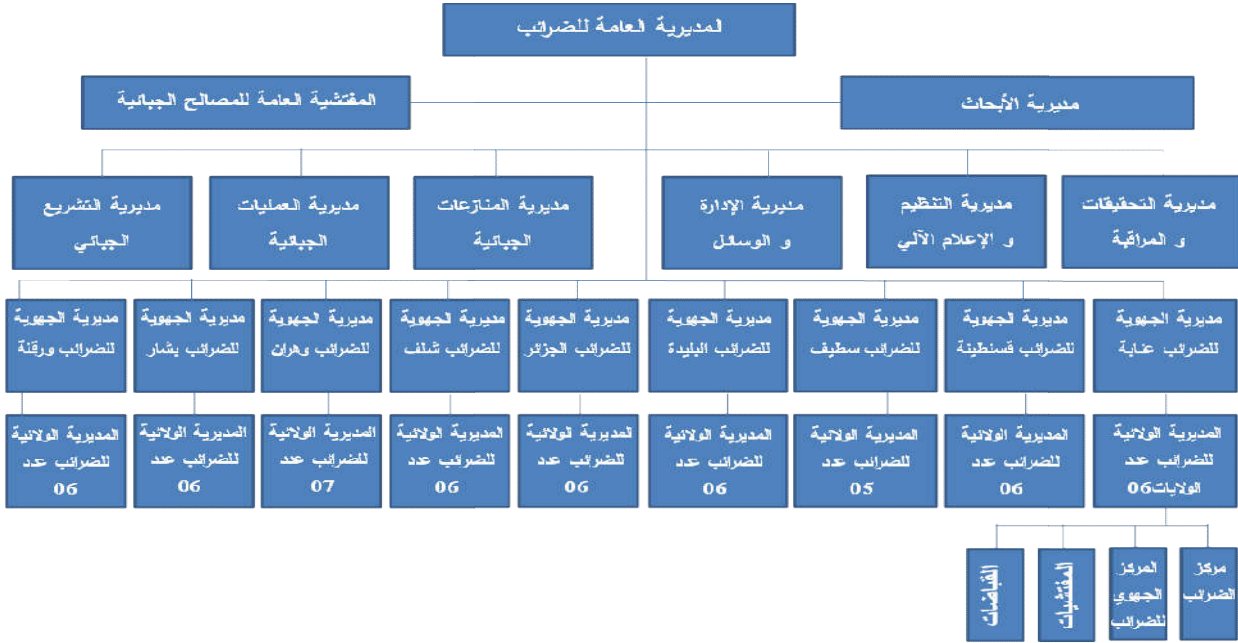 المديرية العامة للضرائب
مديرية الأبحاث
المفتشية العامة للمصالح الجبائية
مديرية التحقيقات
و المراقبة
مديرية التنظيم
و الإعلام الآلي
مديرية الإدارة
و الوسائل
مديرية المنازعات
الجبائية
مديرية العمليات
الجبائية
مديرية التشريع
الجبائي
مديرية الجهوية
للضرائب عنابة
مديرية الجهوية
للضرائب قسنطينة
مديرية الجهوية
للضرائب سطيف
مديرية الجهوية
للضرائب البليدة
مديرية الجهوية
للضرائب الجزائر
مديرية الجهوية
للضرائب شلف
مديرية الجهوية
للضرائب وهران
مديرية الجهوية
للضرائب بشار
مديرية الجهوية
للضرائب ورقلة
المديرية الولائية
للضرائب عدد
الولايات06
المديرية الولائية
للضرائب عدد
06
المديرية الولائية
للضرائب عدد
05
المديرية الولائية
للضرائب عدد
06
المديرية الولائية
للضرائب عدد
06
المديرية الولائية
للضرائب عدد
06
المديرية الولائية
للضرائب عدد
07
المديرية الولائية
للضرائب عدد
06
المديرية الولائية
للضرائب عدد
06
مركز
الضرائب
المركز
الجهوي
للضرائب
المفتشيات
القباضات